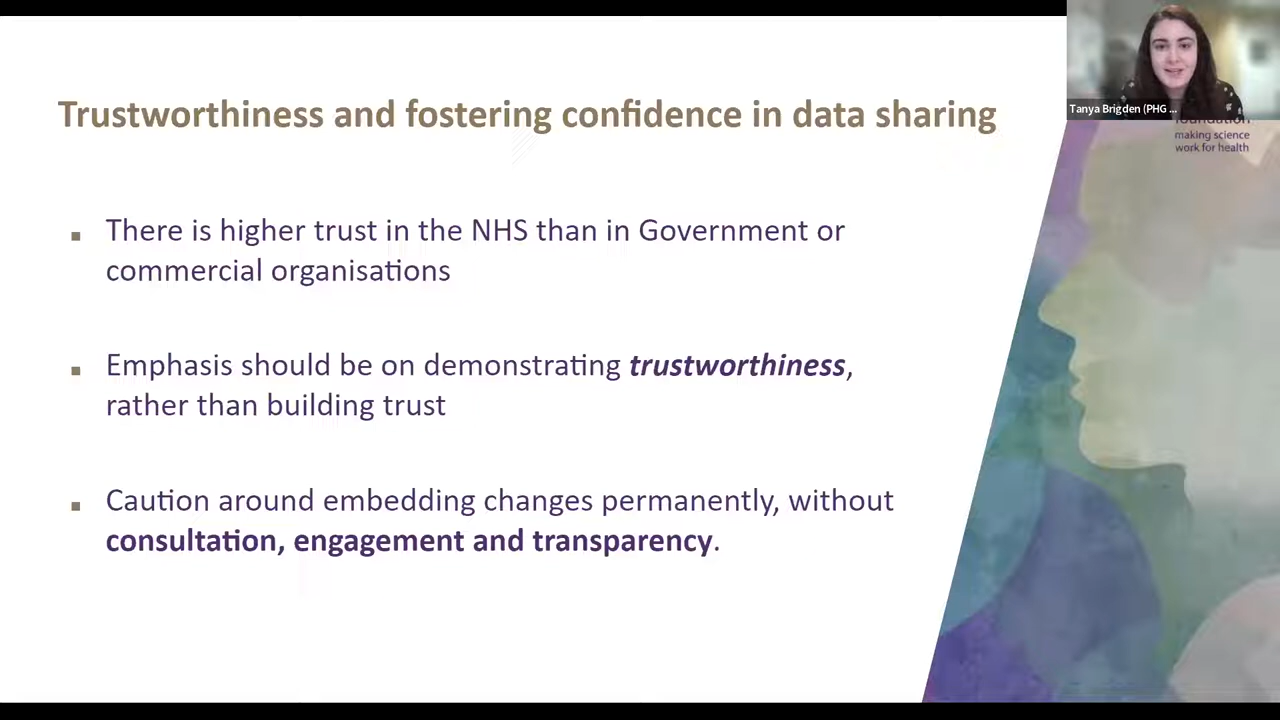 Trustworthiness and fostering confidence in data sharing
There is higher trust in the NHS than in Government or
commercial organisations
Emphasis should be on demonstrating trustworthiness,
rather than building trust
Caution around embedding changes permanently, without
consultation, engagement and transparency.
Tanya Brigden (PHG ...
foundation
making science
work for health